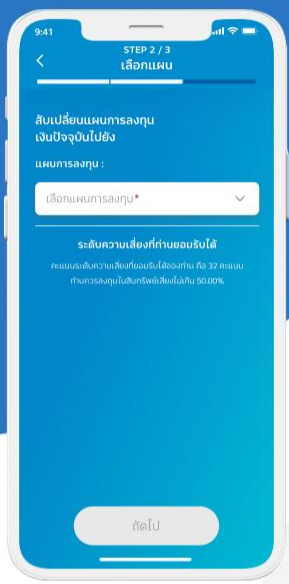 9:41
STEP 2 / 3
เลือกแผน
สับเปลี่ยนแผนการลงทุน
เงินปัจจุบันไปยัง
แผนการลงทุน :
เลือกแผนการลงทุน*
ระดับความเสี่ยงที่ท่านยอมรับได้
คะแนนระดับความเสี่ยงที่ยอมรับได้ของท่าน คือ 32 คะแนน
ท่านควรลงทุนในสินทรัพย์เสี่ยงไม่เกิน 50.00%
ถัดไป